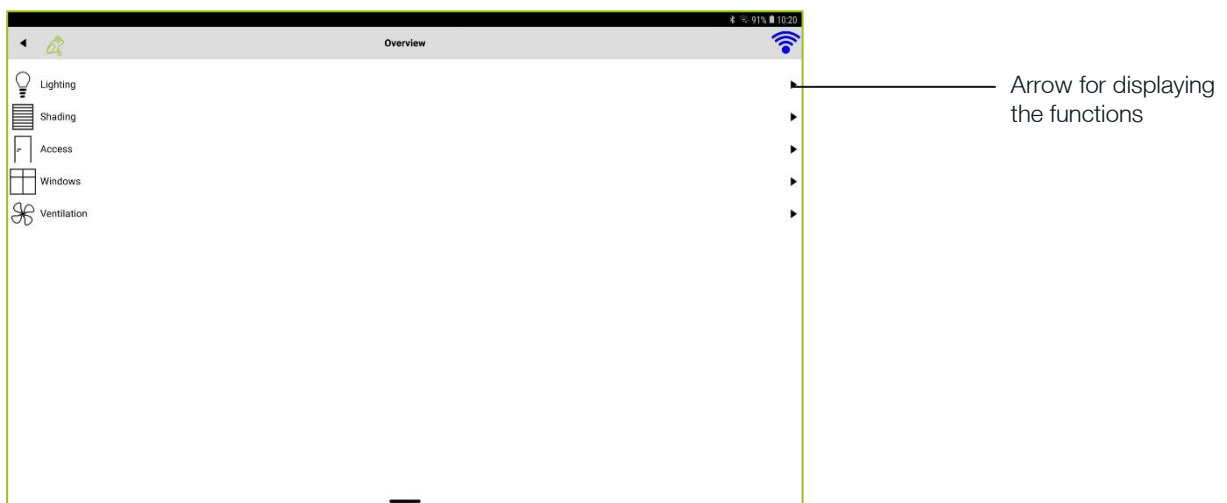 91% 10:20
Overview
Lighting
Arrow for displaying
the functions
Shading
Access
Windows
Ventilation